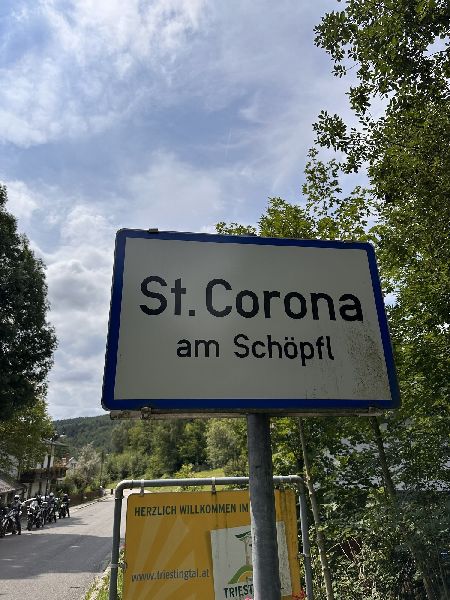 St. Corona
am Schöpfl
HERZLICH WILLKOMMEN IM
www.triestingtal.at